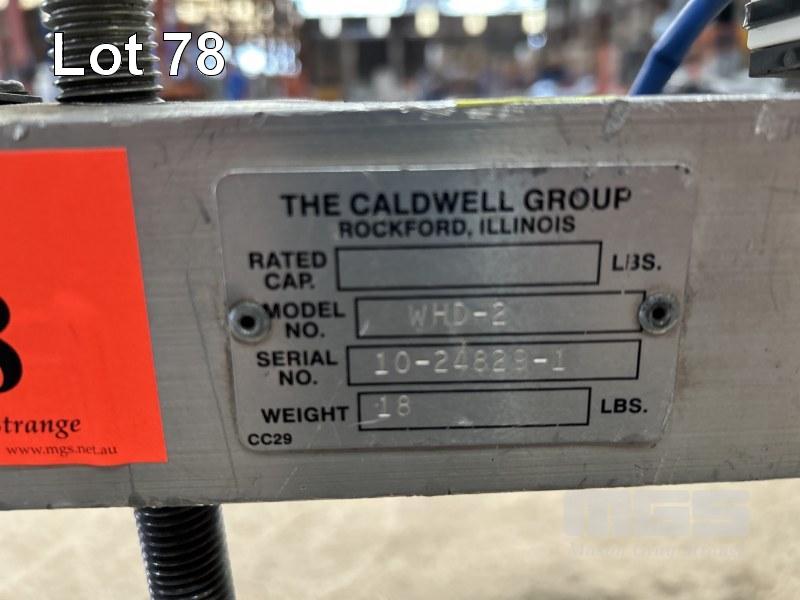 Lot 78
THE CALDWELL GROUP
ROCKFORD, ILLINOIS
RATED CAP. LBS.
MODEL NO. WHD-2
SERIAL NO. 10-24829-1
WEIGHT 18 LBS.
CC29
trange
www.mgs.net.au
MGS